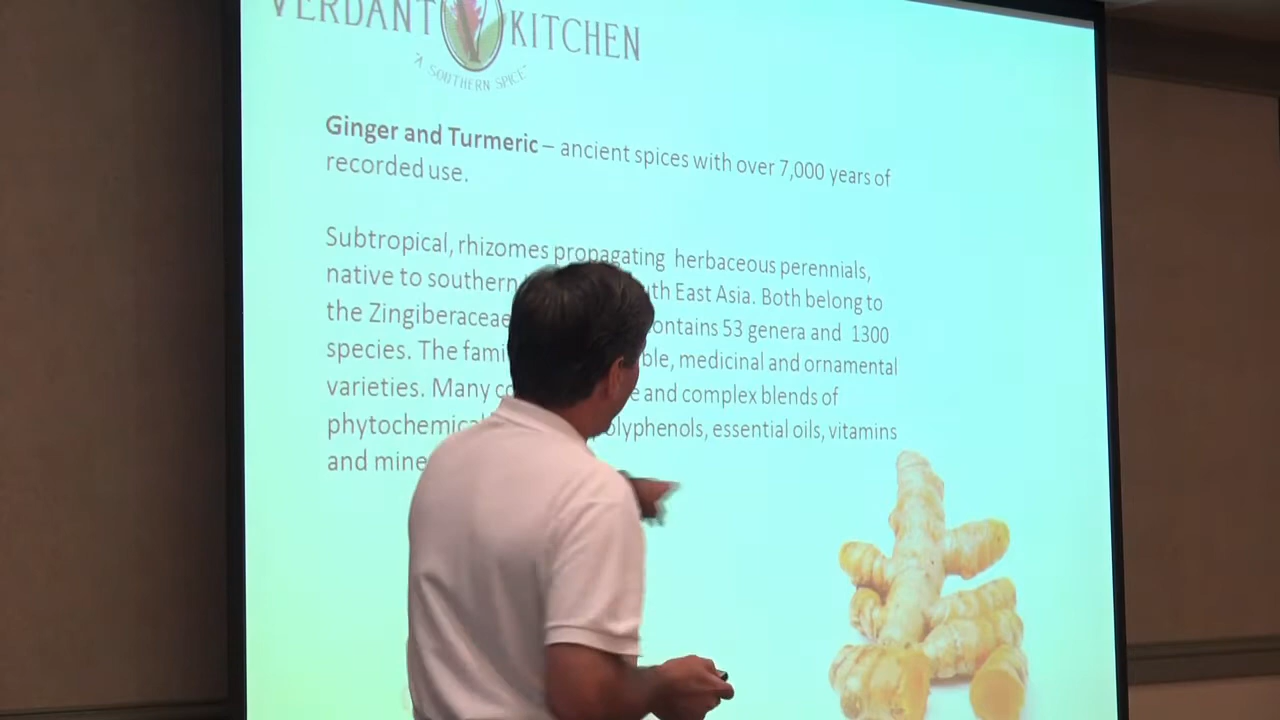 VERDANT KITCHEN
"A SOUTHERN SPICE"
Ginger and Turmeric – ancient spices with over 7,000 years of
recorded use.
Subtropical, rhizomes propagating herbaceous perennials,
native to southern uth East Asia. Both belong to
the Zingiberaceae ontains 53 genera and 1300
species. The fami ble, medicinal and ornamental
varieties. Many co e and complex blends of
phytochemica olyphenols, essential oils, vitamins
and mine